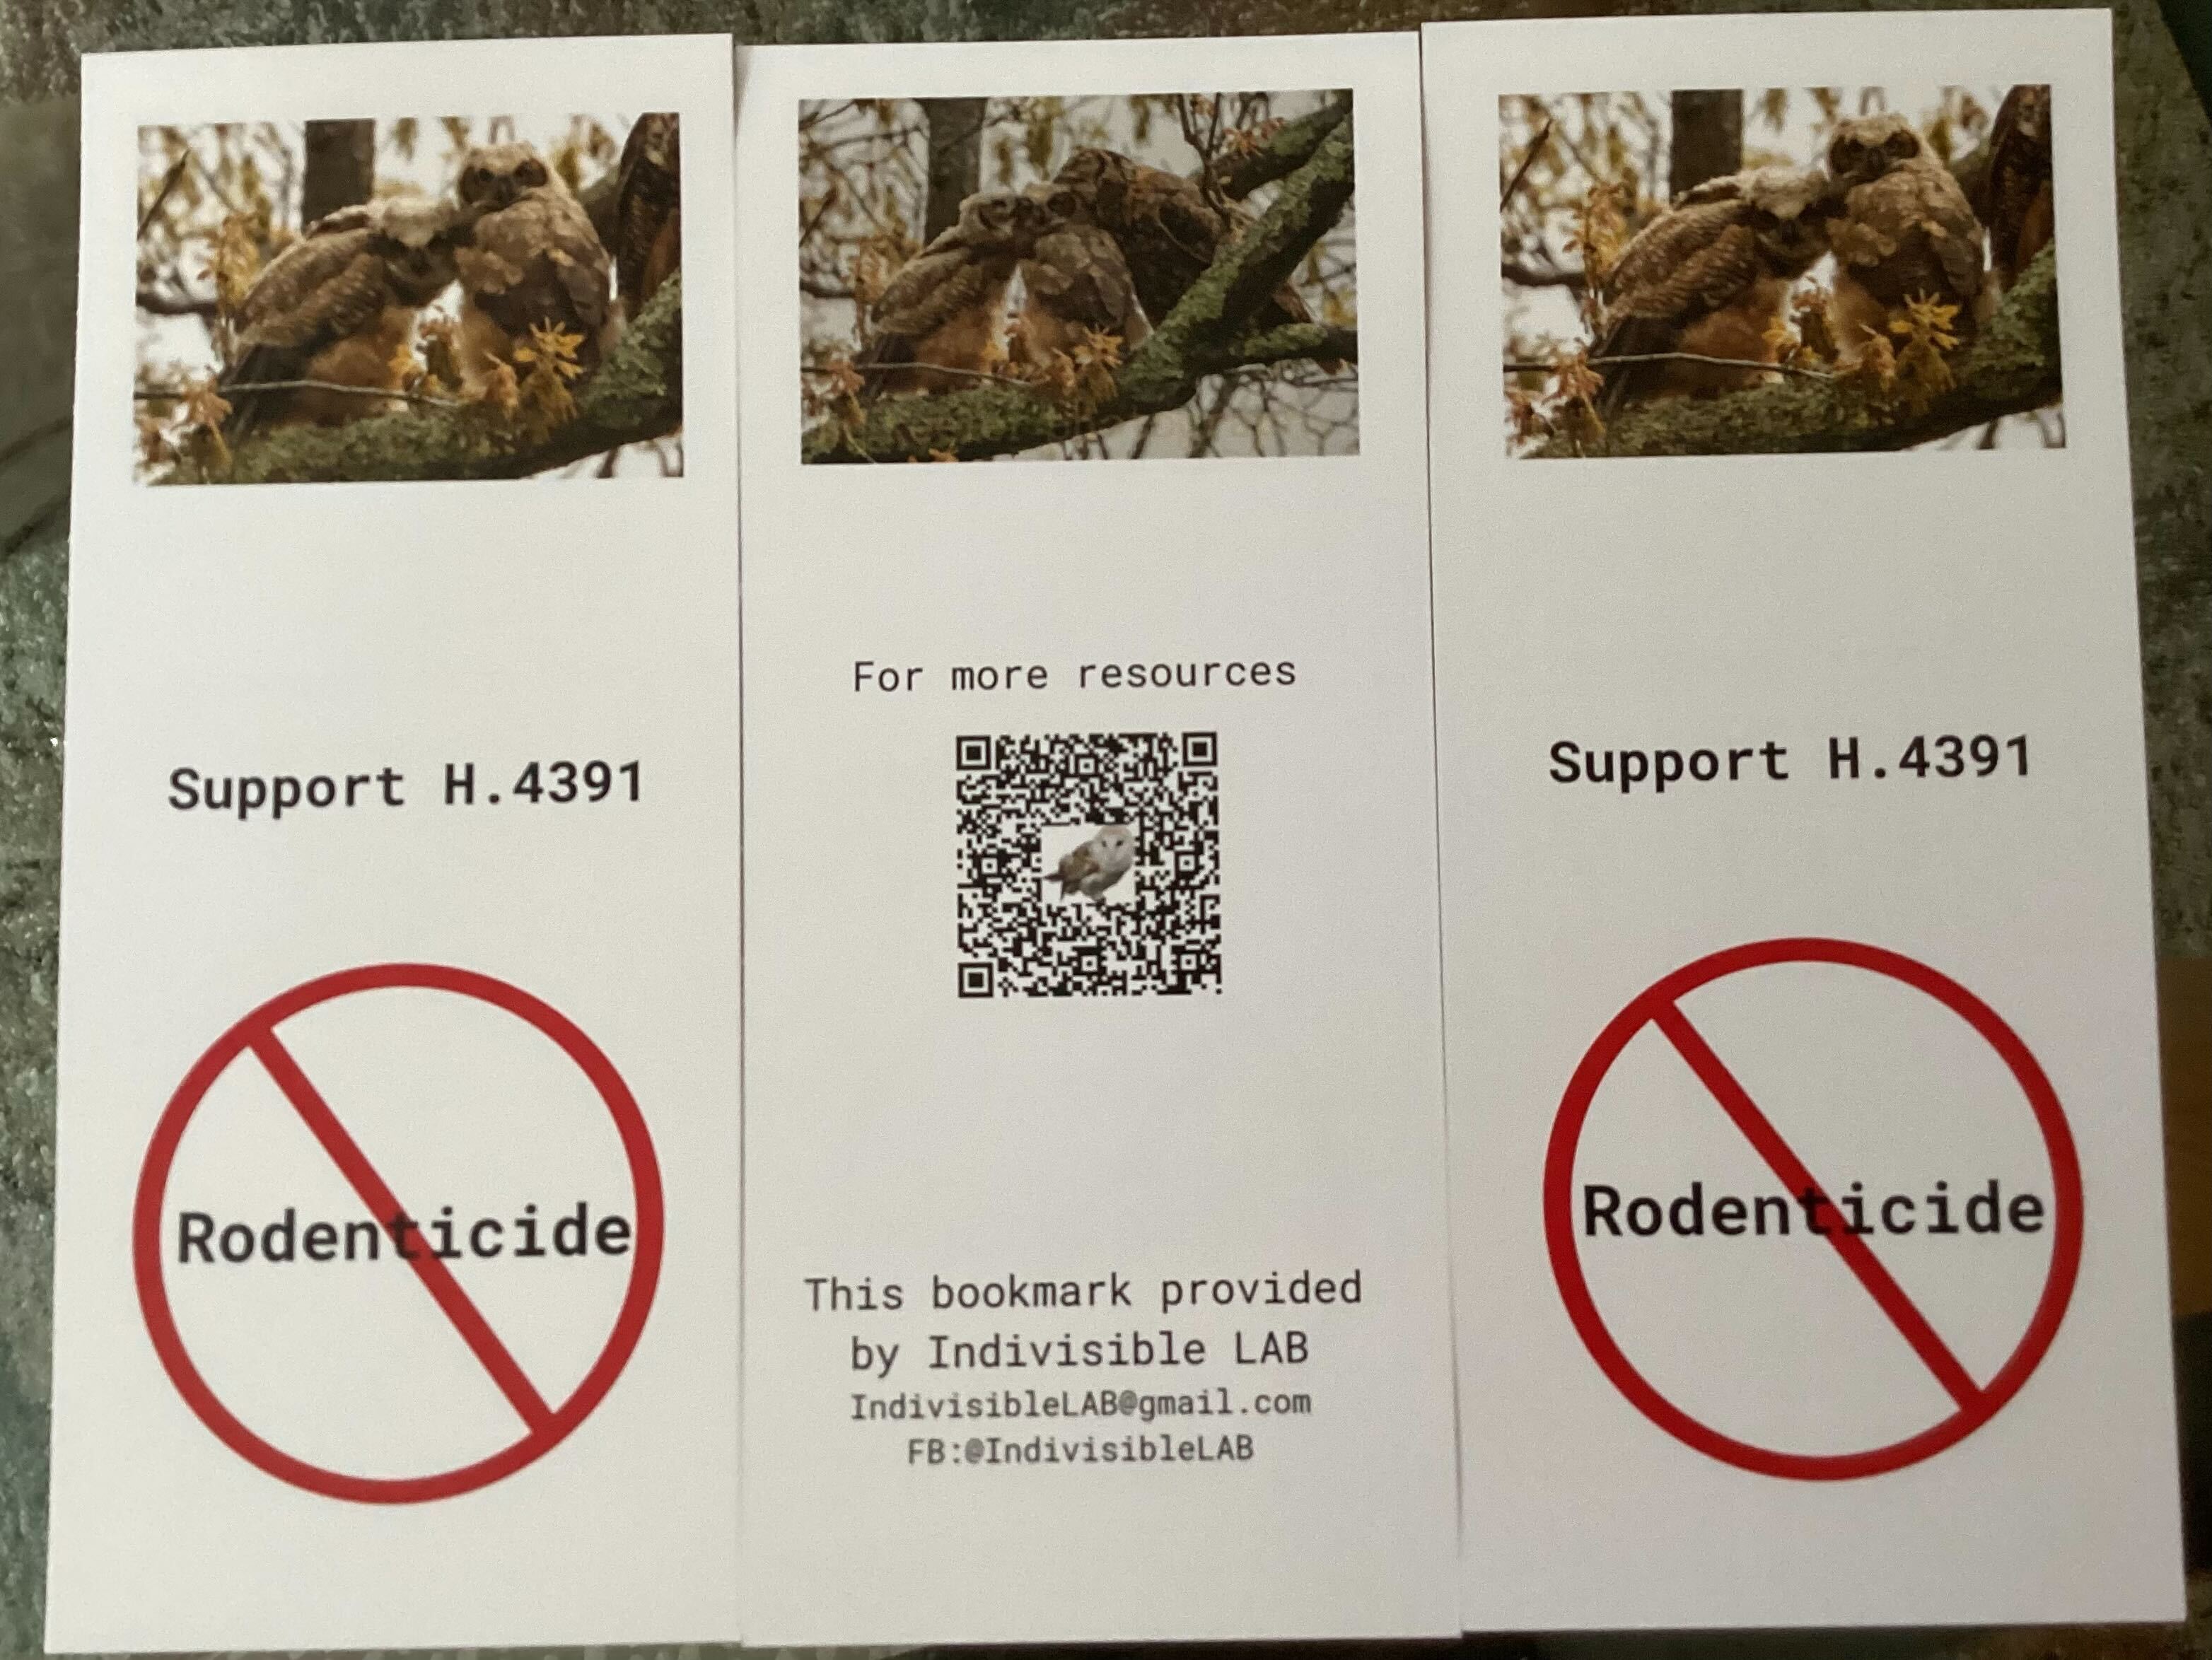 Support H.4391
Rodenticide
For more resources
This bookmark provided
by Indivisible LAB
IndivisibleLAB@gmail.com
FB:@IndivisibleLAB
Support H.4391
Rodenticide